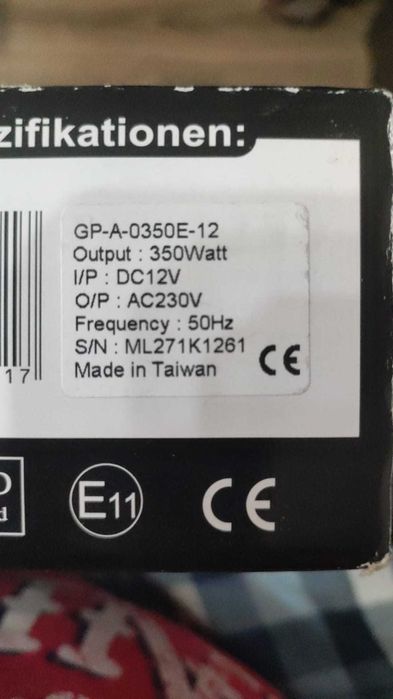 zifikationen:
GP-A-0350E-12
Output : 350Watt
I/P : DC12V
O/P : AC230V
Frequency : 50Hz
S/N : ML271K1261
Made in Taiwan
CE
17
E11
CE